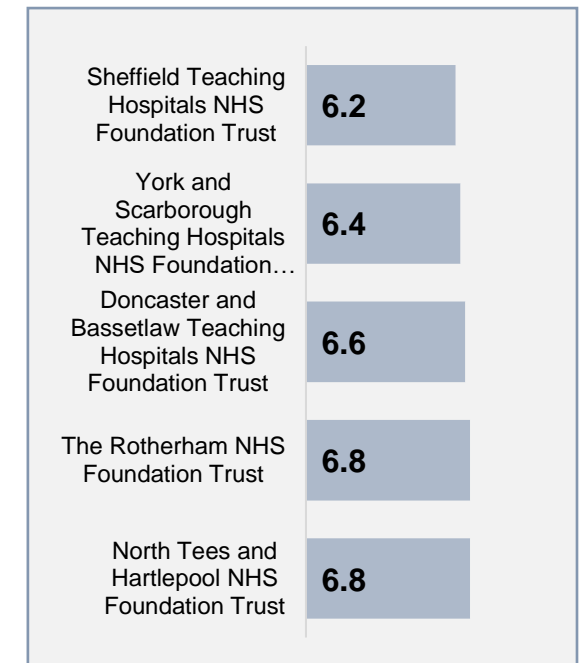 Sheffield Teaching
Hospitals NHS
Foundation Trust
6.2
York and
Scarborough
Teaching Hospitals
NHS Foundation…
6.4
Doncaster and
Bassetlaw Teaching
Hospitals NHS
Foundation Trust
6.6
The Rotherham NHS
Foundation Trust
6.8
North Tees and
Hartlepool NHS
Foundation Trust
6.8